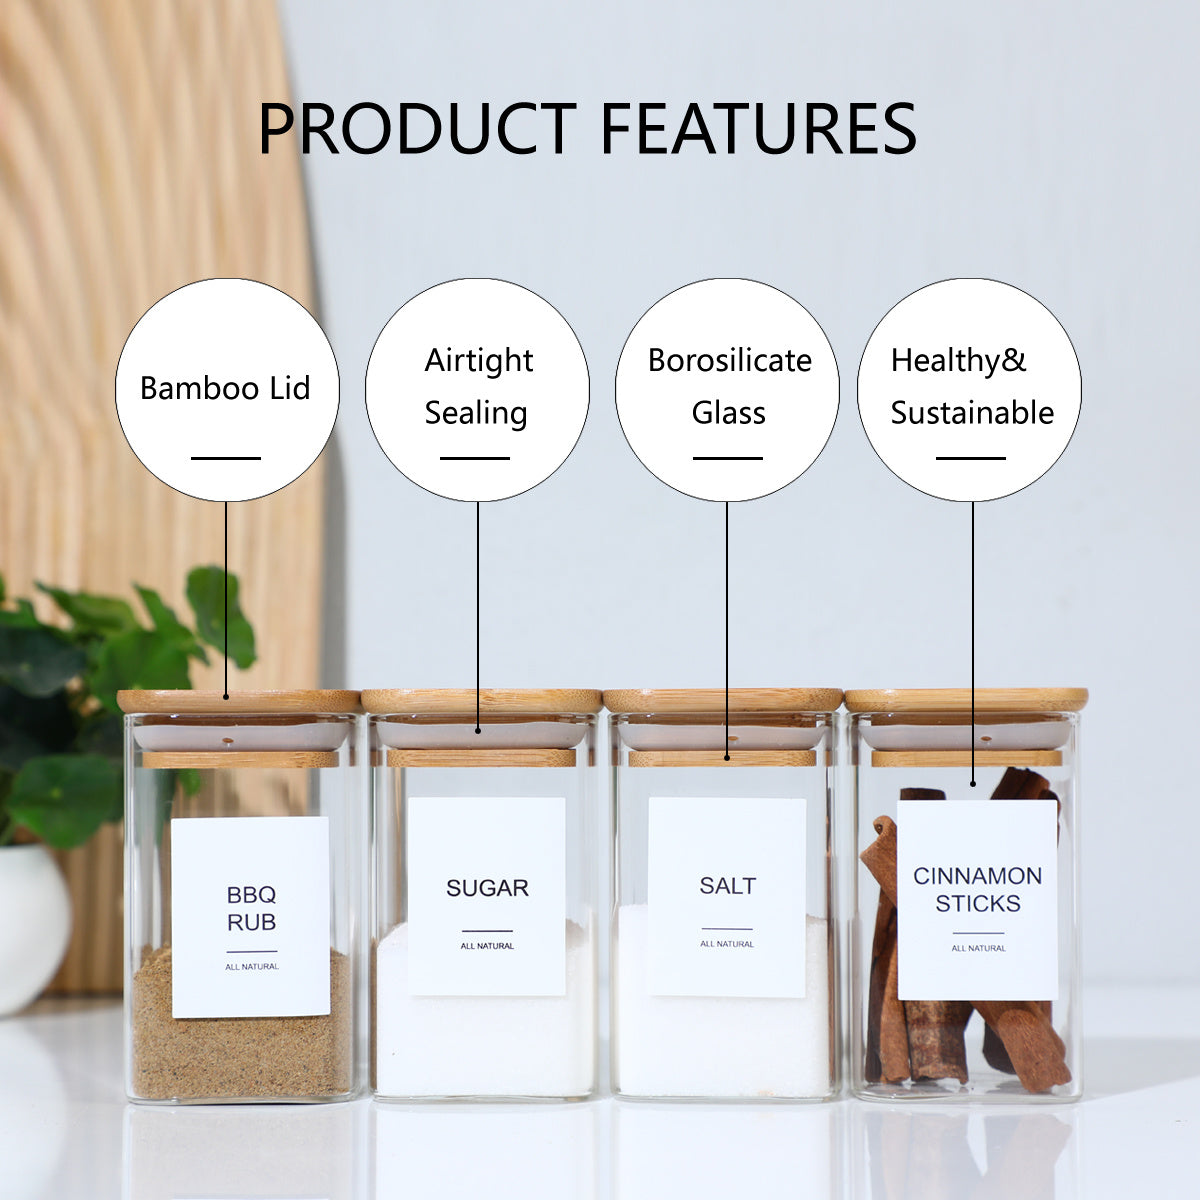 PRODUCT FEATURES
Bamboo Lid
Airtight
Sealing
Borosilicate
Glass
Healthy&
Sustainable
BBQ
RUB
ALL NATURAL
SUGAR
ALL NATURAL
SALT
ALL NATURAL
CINNAMON
STICKS
ALL NATURAL